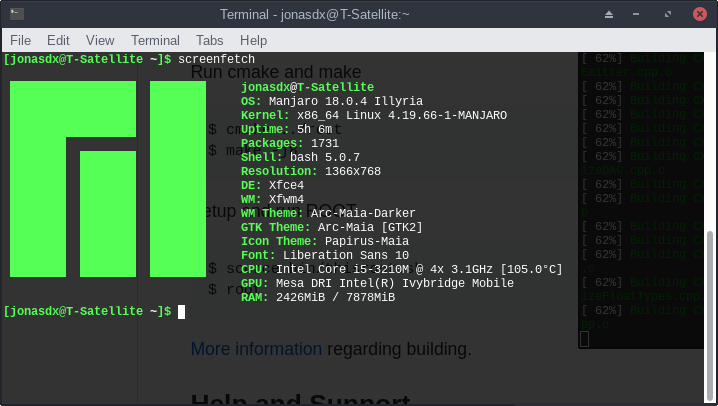 Terminal - jonasdx@T-Satellite:~
File Edit View Terminal Tabs Help
[jonasdx@T-Satellite ~]$ screenfetch
Run cmake and make
jonasdx@T-Satellite
OS: Manjaro 18.0.4 Illyria
Kernel: x86_64 Linux 4.19.66-1-MANJARO
Uptime: 5h 6m
Packages: 1731
Shell: bash 5.0.7
Resolution: 1366x768
DE: Xfce4
WM: Xfwm4
WM Theme: Arc-Maia-Darker
GTK Theme: Arc-Maia [GTK2]
Icon Theme: Papirus-Maia
Font: Liberation Sans 10
CPU: Intel Core i5-3210M @ 4x 3.1GHz [105.0°C]
GPU: Mesa DRI Intel(R) Ivybridge Mobile
RAM: 2426MiB / 7878MiB
[jonasdx@T-Satellite ~]$
More information regarding building.
Help and Support
[ 62%] Building C
[ 62%] Building C
[ 62%] Building
[ 62%] Building
[ 62%] Building
[ 62%] Building
[ 62%] Building
[ 62%] Building C
[ 62%] Building C
[ 62%] Building C
[ 62%] Building C
[ 62%] Building C
[ 62%] Building C